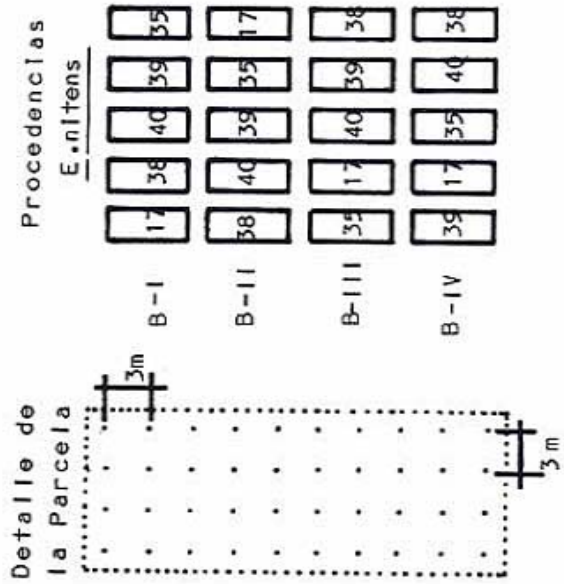 Procedencias
E.nitens
B-I 17 38 40 39 35
B-II 38 40 39 35 17
B-III 35 17 40 39 38
B-IV 39 17 35 40 38
Detalle de
la Parcela
3m
3 m